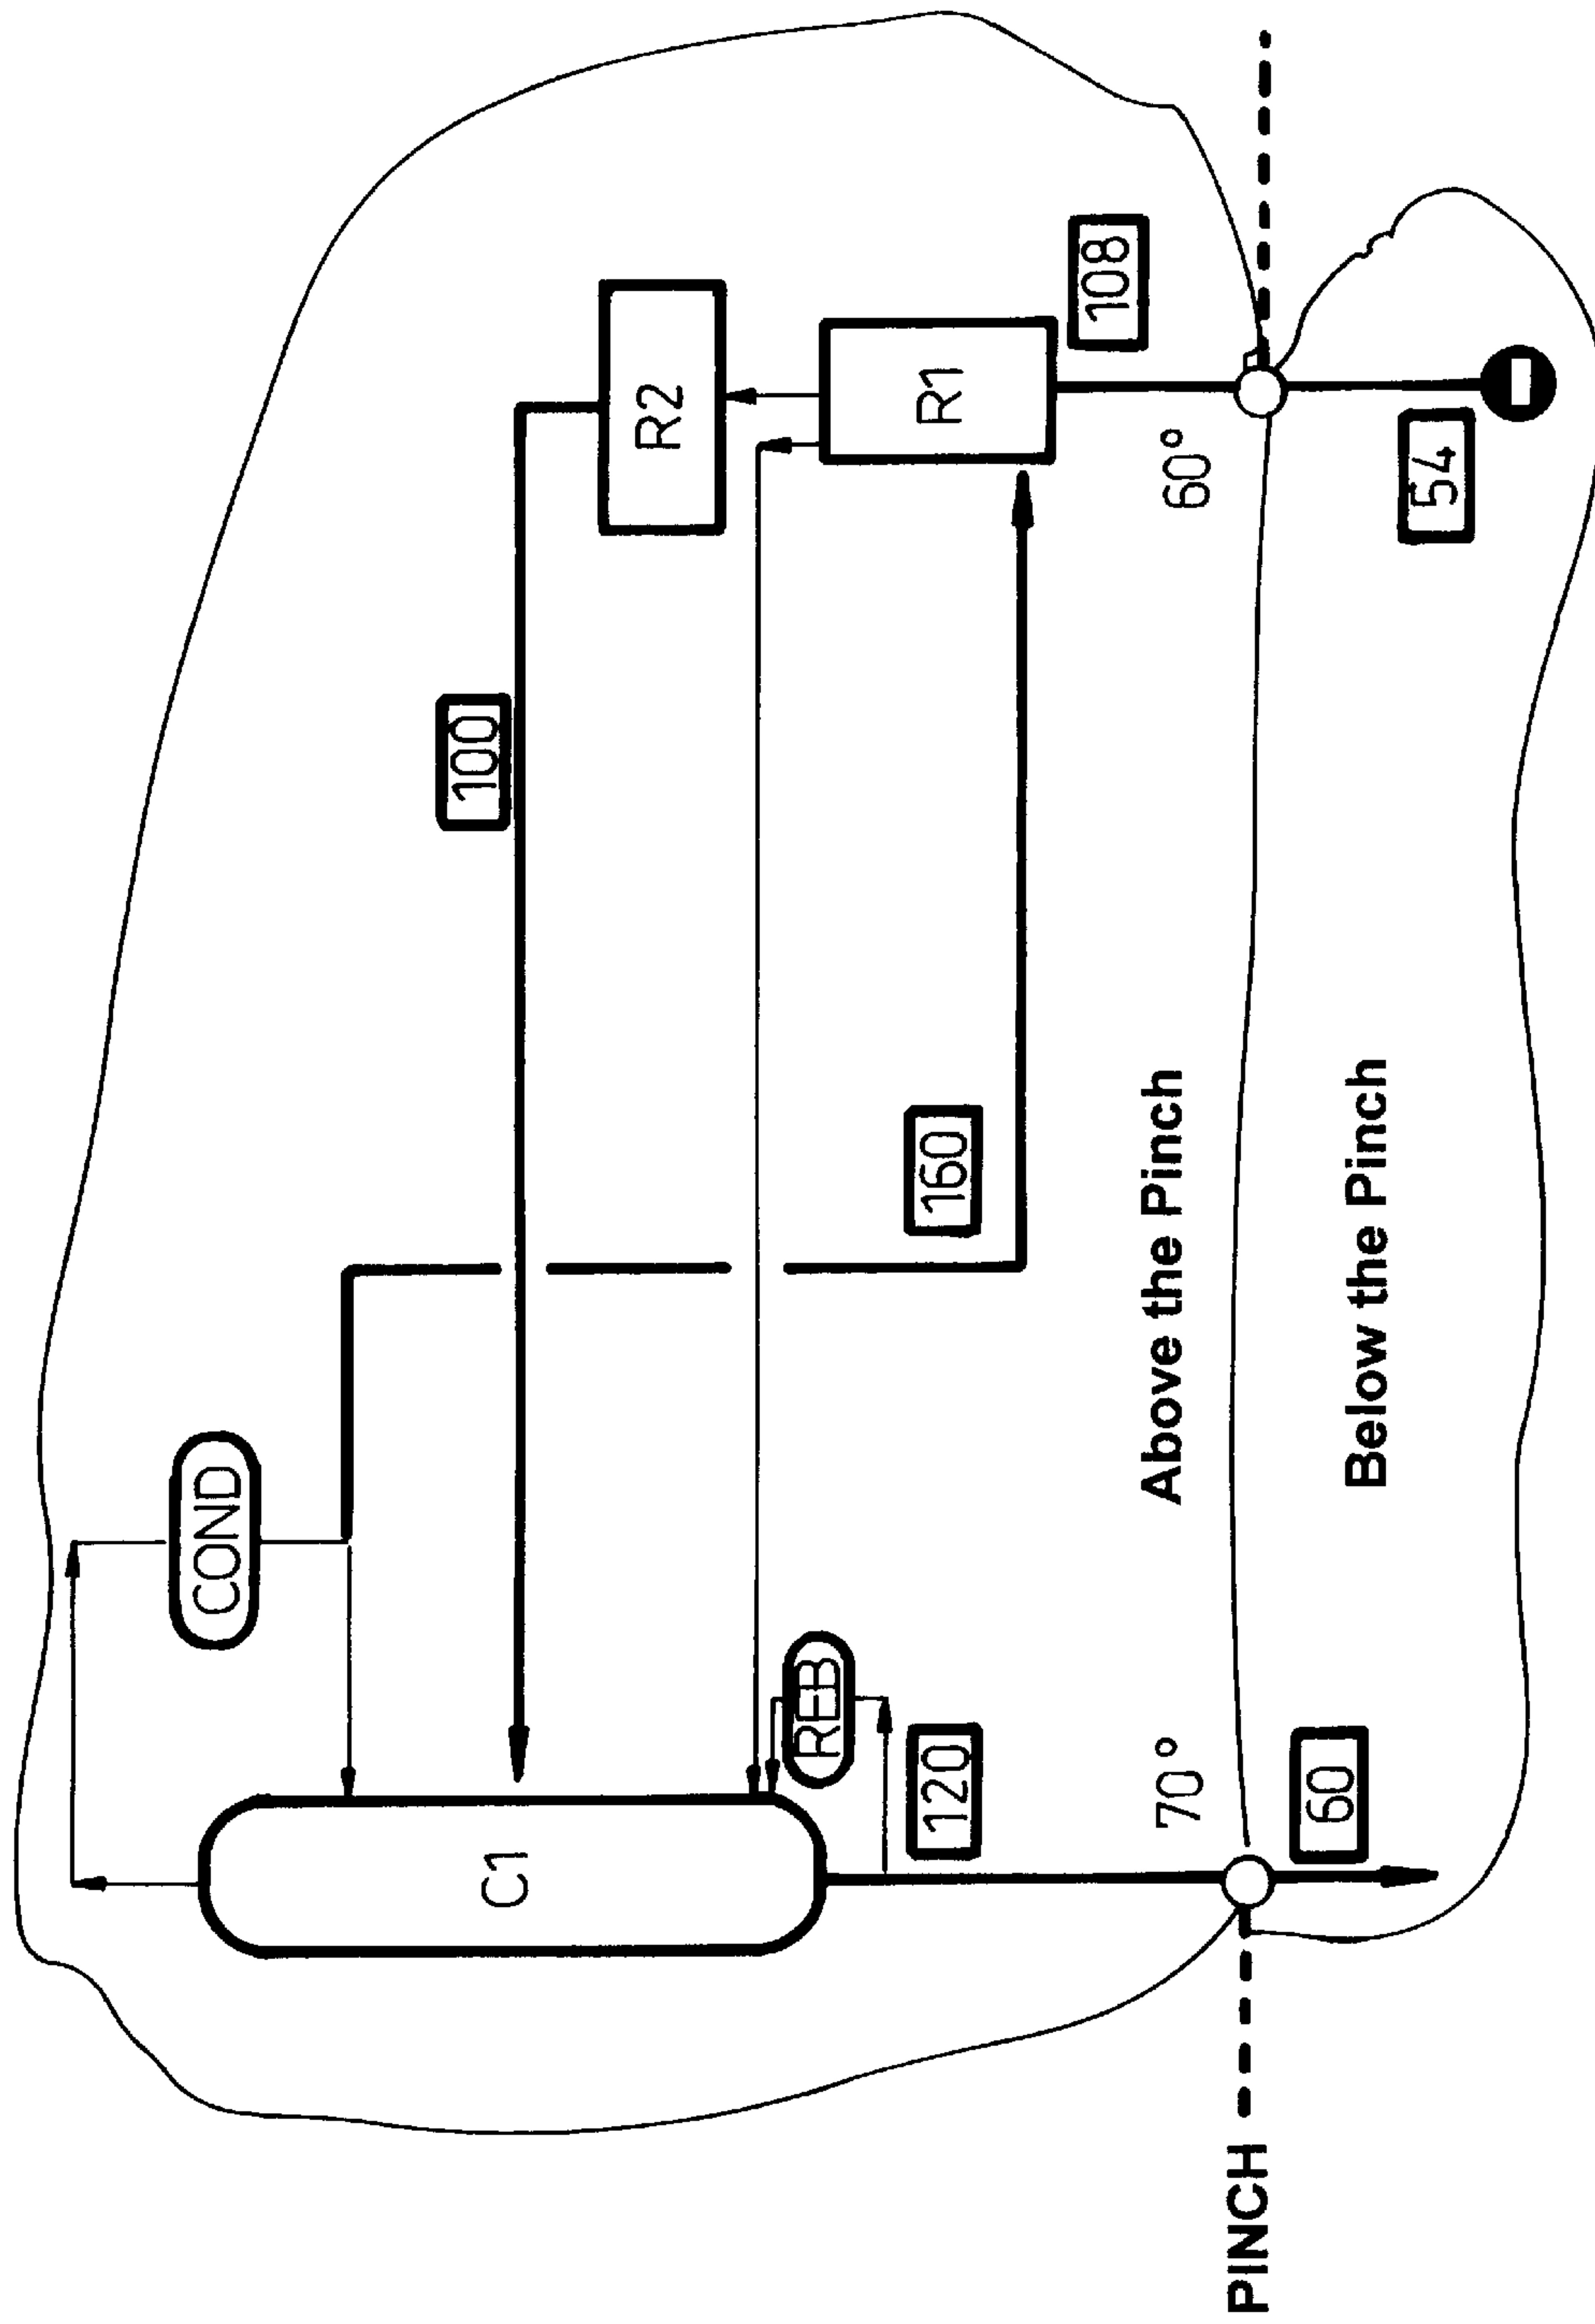 COND
C1
100
R2
REB
160
R1
120
108
70°
Above the Pinch
60°
60
Below the Pinch
54
PINCH